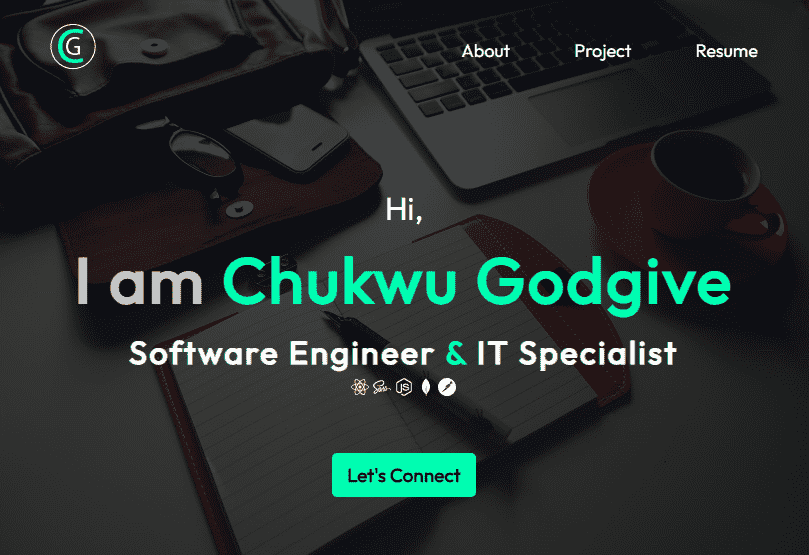 CG
About Project Resume
Hi,
I am Chukwu Godgive
Software Engineer & IT Specialist
Sass JS
Let's Connect